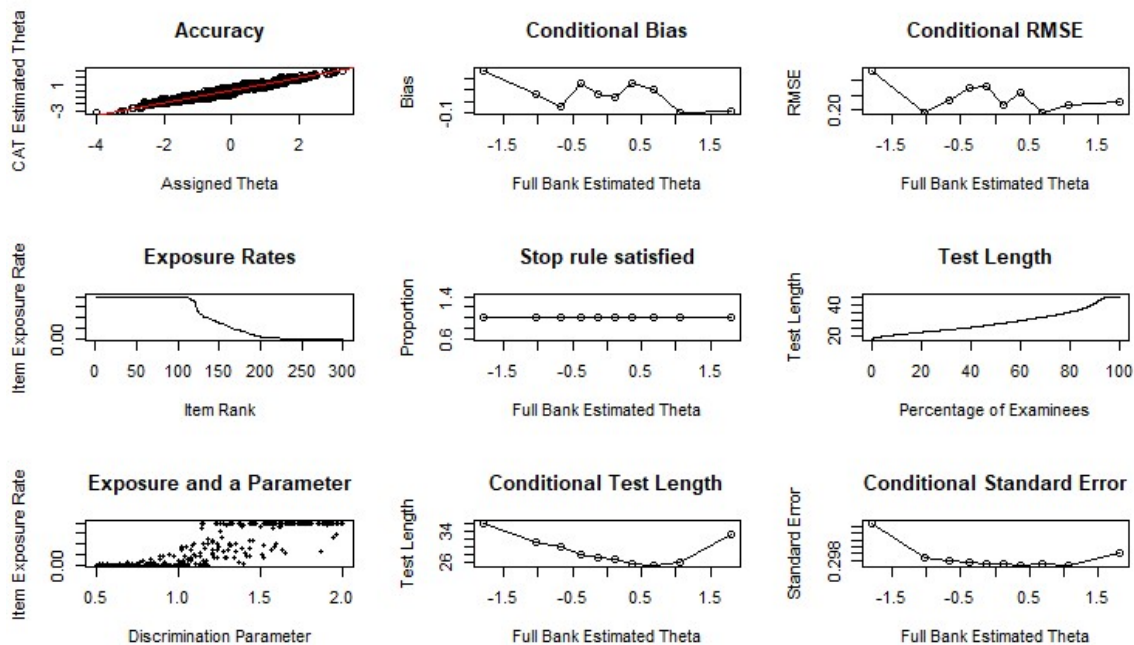 Accuracy
CAT Estimated Theta
-3 1
-4 -2 0 2
Assigned Theta
Conditional Bias
Bias
-0.1
-1.5 -0.5 0.5 1.5
Full Bank Estimated Theta
Conditional RMSE
RMSE
0.20
-1.5 -0.5 0.5 1.5
Full Bank Estimated Theta
Exposure Rates
Item Exposure Rate
0.00
0 50 100 150 200 250 300
Item Rank
Stop rule satisfied
Proportion
0.6 1.4
-1.5 -0.5 0.5 1.5
Full Bank Estimated Theta
Test Length
Test Length
20 40
0 20 40 60 80 100
Percentage of Examinees
Exposure and a Parameter
Item Exposure Rate
0.00
0.5 1.0 1.5 2.0
Discrimination Parameter
Conditional Test Length
Test Length
26 34
-1.5 -0.5 0.5 1.5
Full Bank Estimated Theta
Conditional Standard Error
Standard Error
0.298
-1.5 -0.5 0.5 1.5
Full Bank Estimated Theta